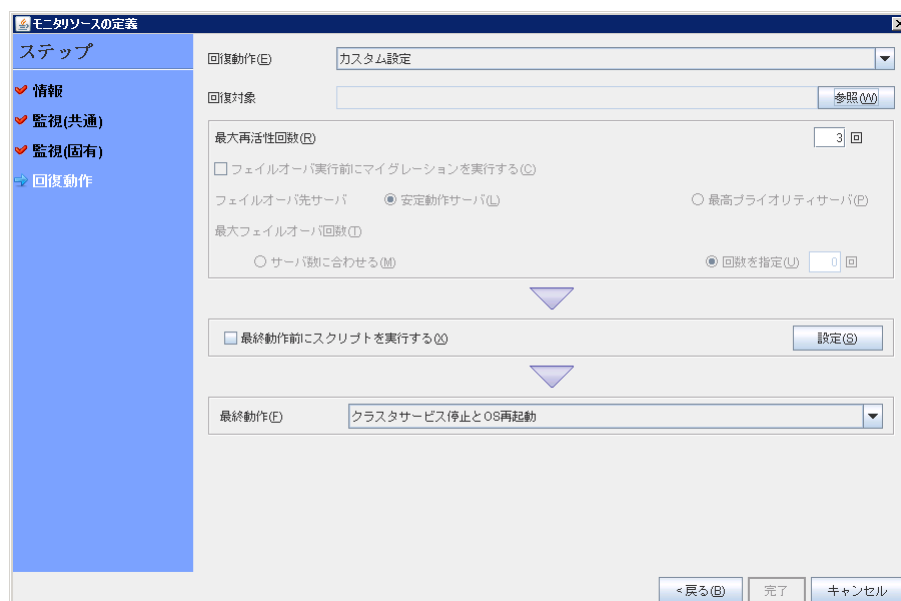 モニタリソースの定義
ステップ
情報
監視(共通)
監視(固有)
回復動作
回復動作(E) カスタム設定
回復対象 参照(W)
最大再活性回数(R) 3 回
フェイルオーバ実行前にマイグレーションを実行する(C)
フェイルオーバ先サーバ 安定動作サーバ(L) 最高プライオリティサーバ(P)
最大フェイルオーバ回数(T)
サーバ数に合わせる(M) 回数を指定(U) 0 回
最終動作前にスクリプトを実行する(X) 設定(S)
最終動作(F) クラスタサービス停止とOS再起動
<戻る(B) 完了 キャンセル